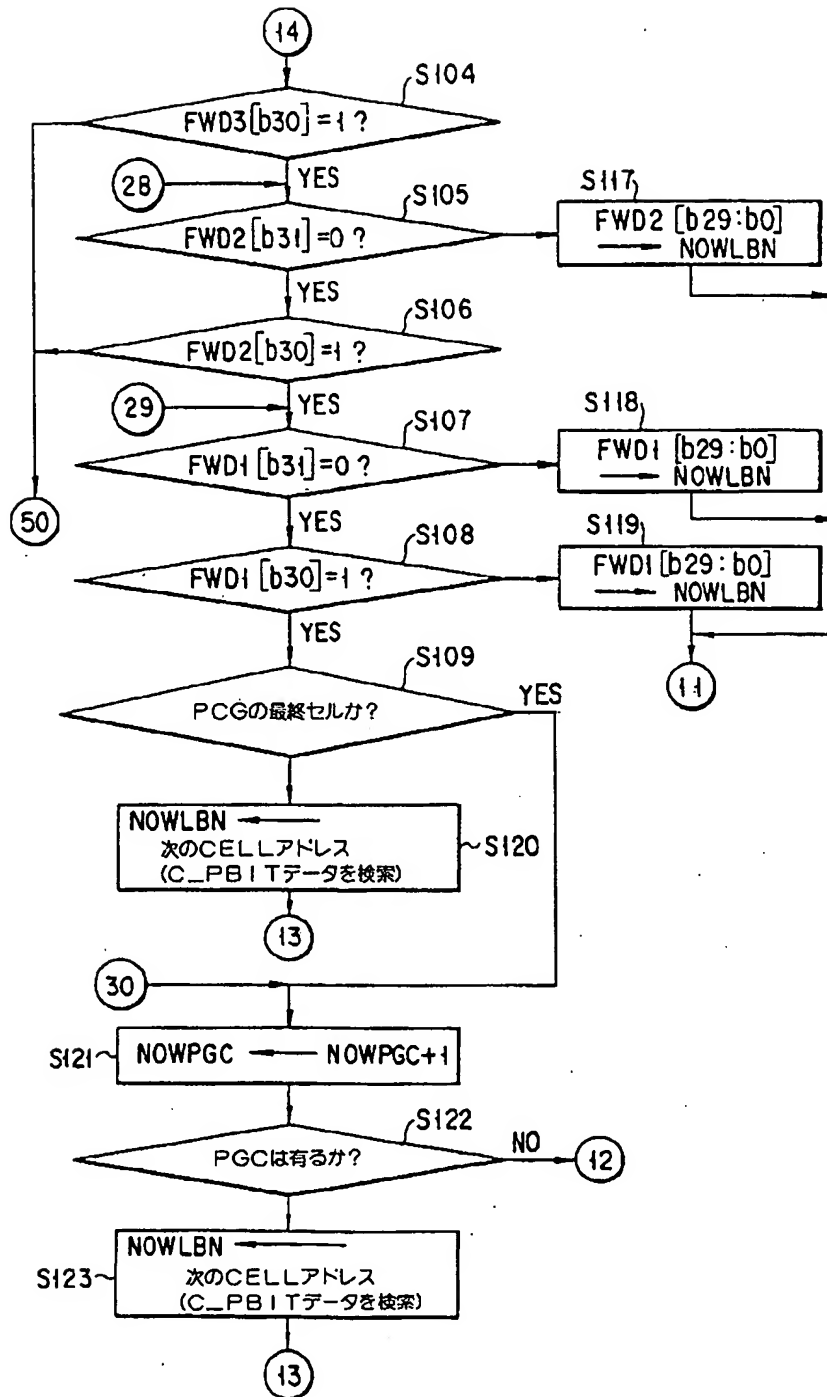 14
S104
FWD3[b30]=1?
28
YES
S105
FWD2[b31]=0?
S117
FWD2 [b29:b0]
→ NOWLBN
YES
S106
FWD2[b30]=1?
29
YES
S107
FWD1[b31]=0?
S118
FWD1 [b29:b0]
→ NOWLBN
50
YES
S108
FWD1[b30]=1?
S119
FWD1[b29:b0]
→ NOWLBN
YES
11
S109
PCGの最終セルか?
YES
NOWLBN ←
次のCELLアドレス
(C_PBITデータを検索)
S120
13
30
S121
NOWPGC ← NOWPGC+1
S122
PGCは有るか?
NO
12
S123
NOWLBN ←
次のCELLアドレス
(C_PBITデータを検索)
13